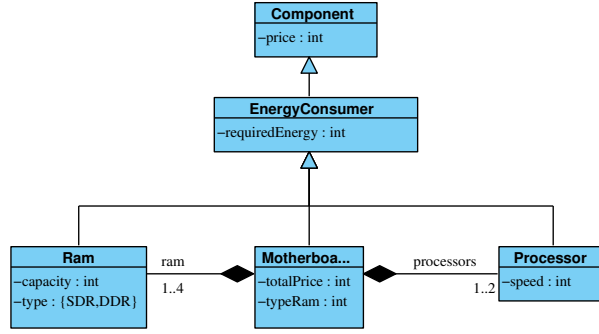 Component
−price : int
EnergyConsumer
−requiredEnergy : int
Ram
−capacity : int
−type : {SDR,DDR}
ram
1..4
Motherboa...
−totalPrice : int
−typeRam : int
processors
1..2
Processor
−speed : int